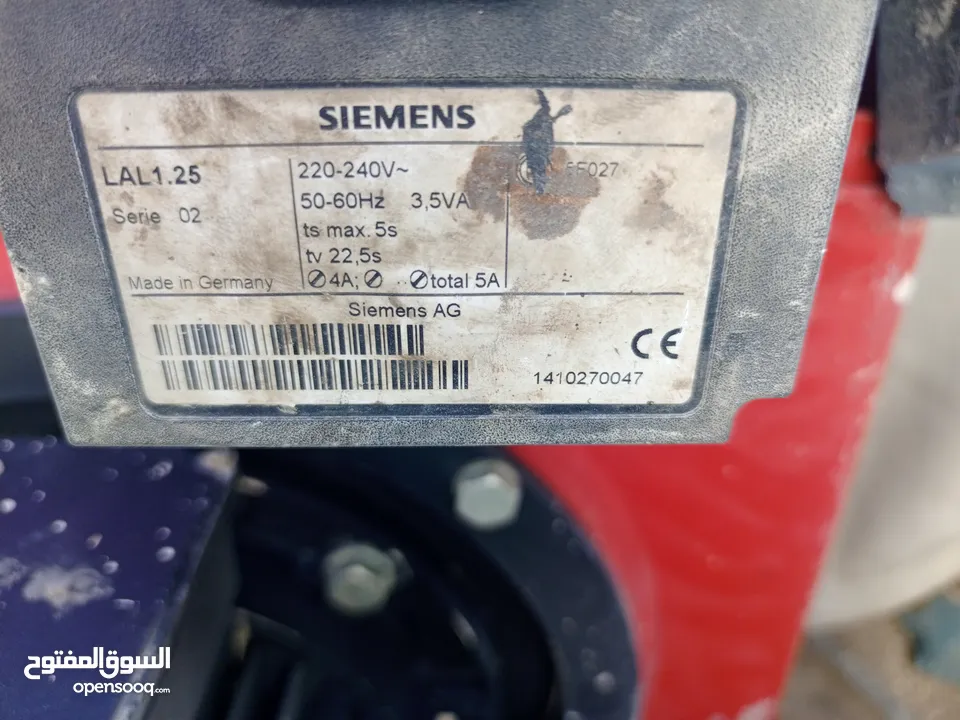 SIEMENS
LAL1.25
Serie 02
Made in Germany
220-240V~
50-60Hz 3,5VA
ts max. 5s
tv 22,5s
⊘4A; ⊘ ⊘total 5A
Siemens AG
CE
1410270047
السوق المفتوح
opensooq.com